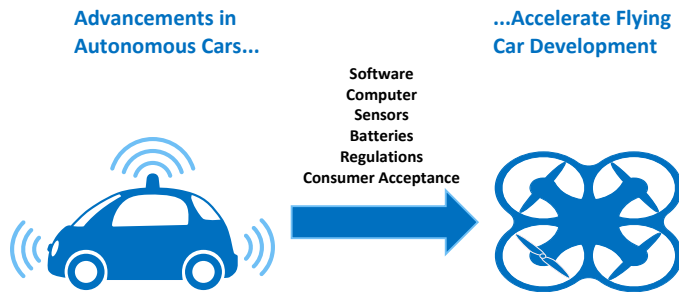 Advancements in
Autonomous Cars...
...Accelerate Flying
Car Development
Software
Computer
Sensors
Batteries
Regulations
Consumer Acceptance